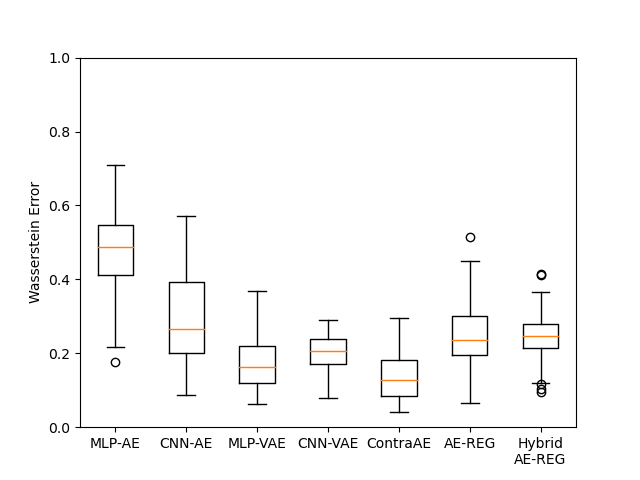 1.0
0.8
0.6
0.4
0.2
0.0
Wasserstein Error
MLP-AE CNN-AE MLP-VAE CNN-VAE ContraAE AE-REG Hybrid
AE-REG